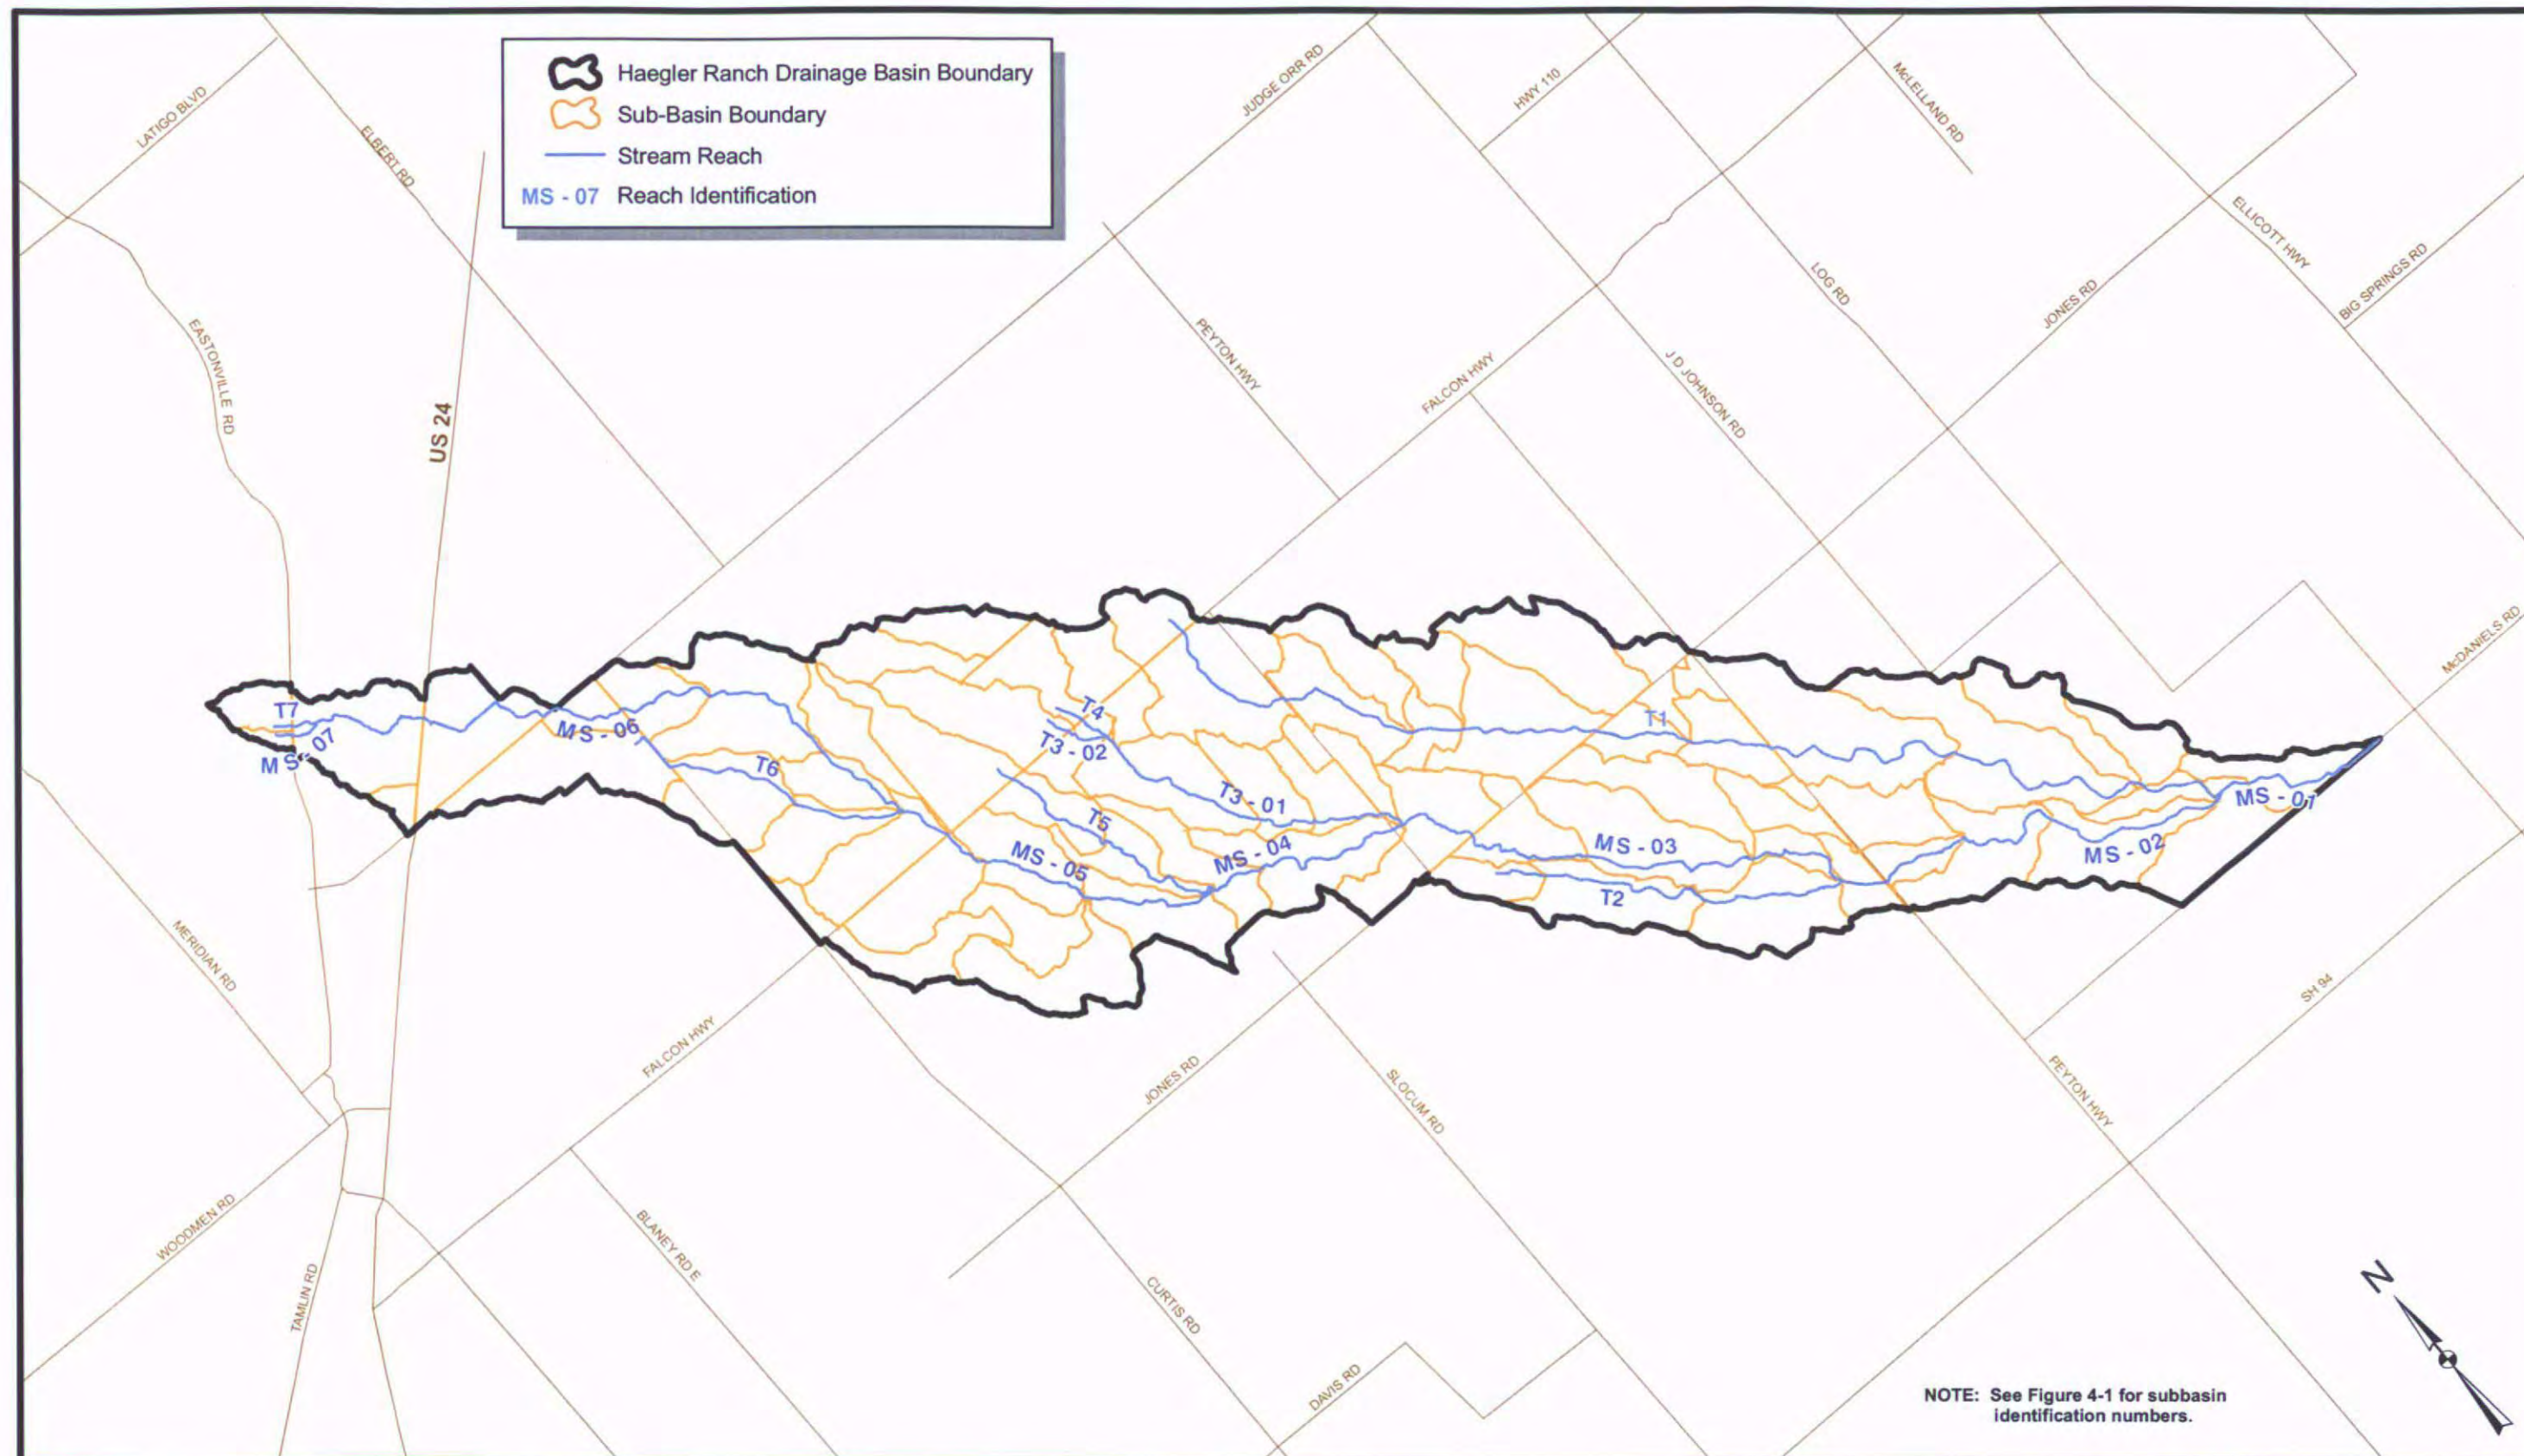 Haegler Ranch Drainage Basin Boundary
Sub-Basin Boundary
Stream Reach
MS - 07 Reach Identification
LATIGO BLVD
ELBERT RD
JUDGE ORR RD
HWY 110
McLELLAND RD
ELLICOTT HWY
BIG SPRINGS RD
EASTONVILLE RD
US 24
PEYTON HWY
FALCON HWY
J D JOHNSON RD
LOG RD
JONES RD
McDANIELS RD
T7
MS - 07
MS - 06
T6
T4
T3 - 02
T3 - 01
T5
MS - 05
MS - 04
T1
MS - 03
T2
MS - 02
MS - 01
MERIDIAN RD
FALCON HWY
JONES RD
SLOCUM RD
PEYTON HWY
SH 94
WOODMEN RD
TAMLIN RD
BLANEY RD E
CURTIS RD
DAVIS RD
N
NOTE: See Figure 4-1 for subbasin
identification numbers.